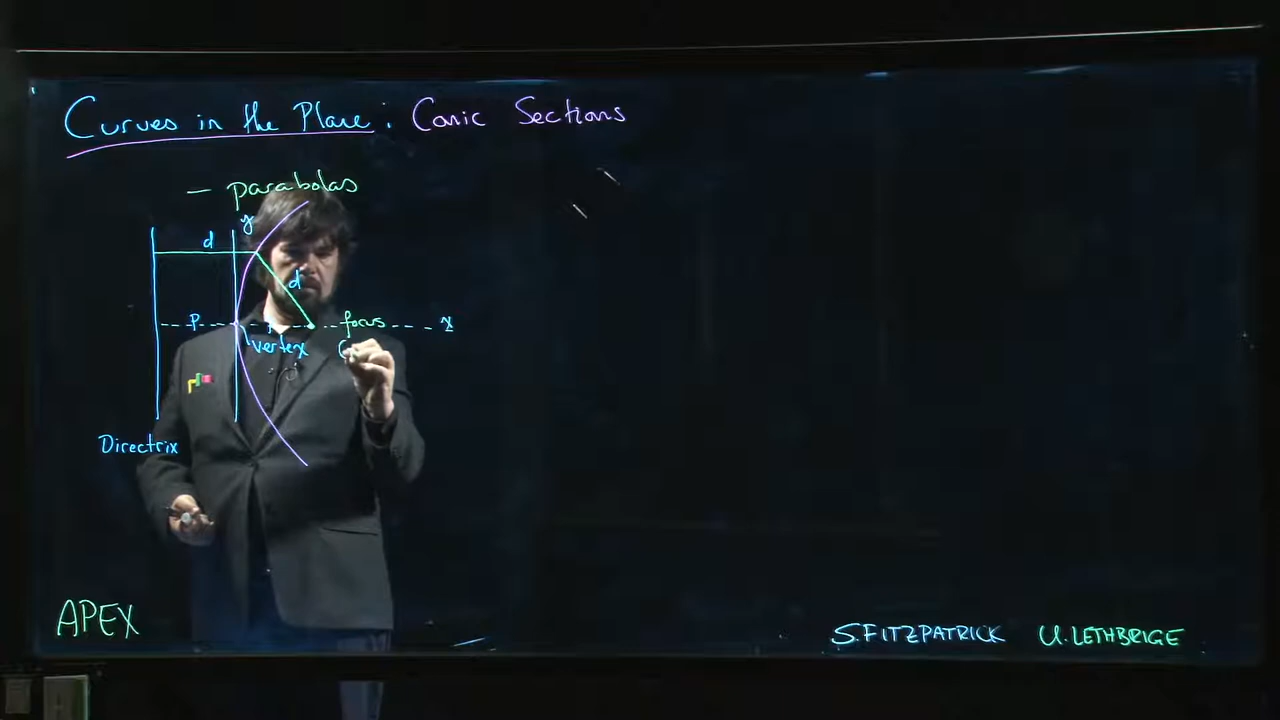 Curves in the Plane : Conic Sections
— parabolas
y
d
d
P
focus
x
vertex
(
Directrix
APEX
S.FITZPATRICK U.LETHBRIGE